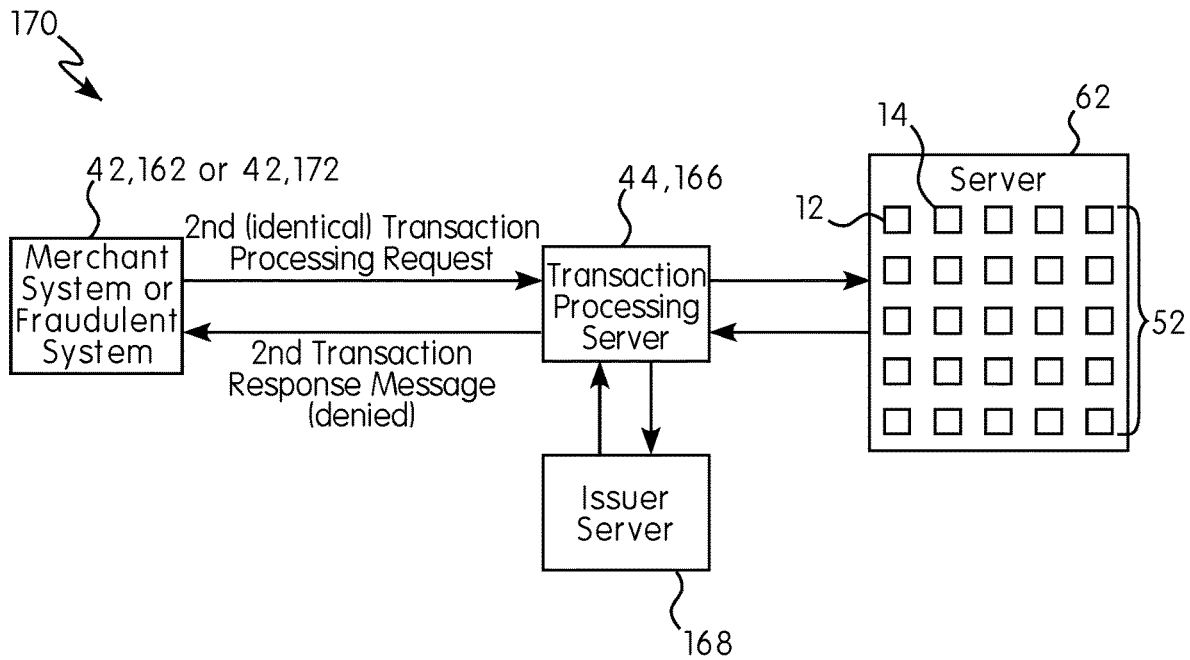 170
62
14
42,162 or 42,172
44,166
Server
12
2nd (identical) Transaction
Processing Request
Merchant
System or
Fraudulent
System
Transaction
Processing
Server
52
2nd Transaction
Response Message
(denied)
Issuer
Server
168